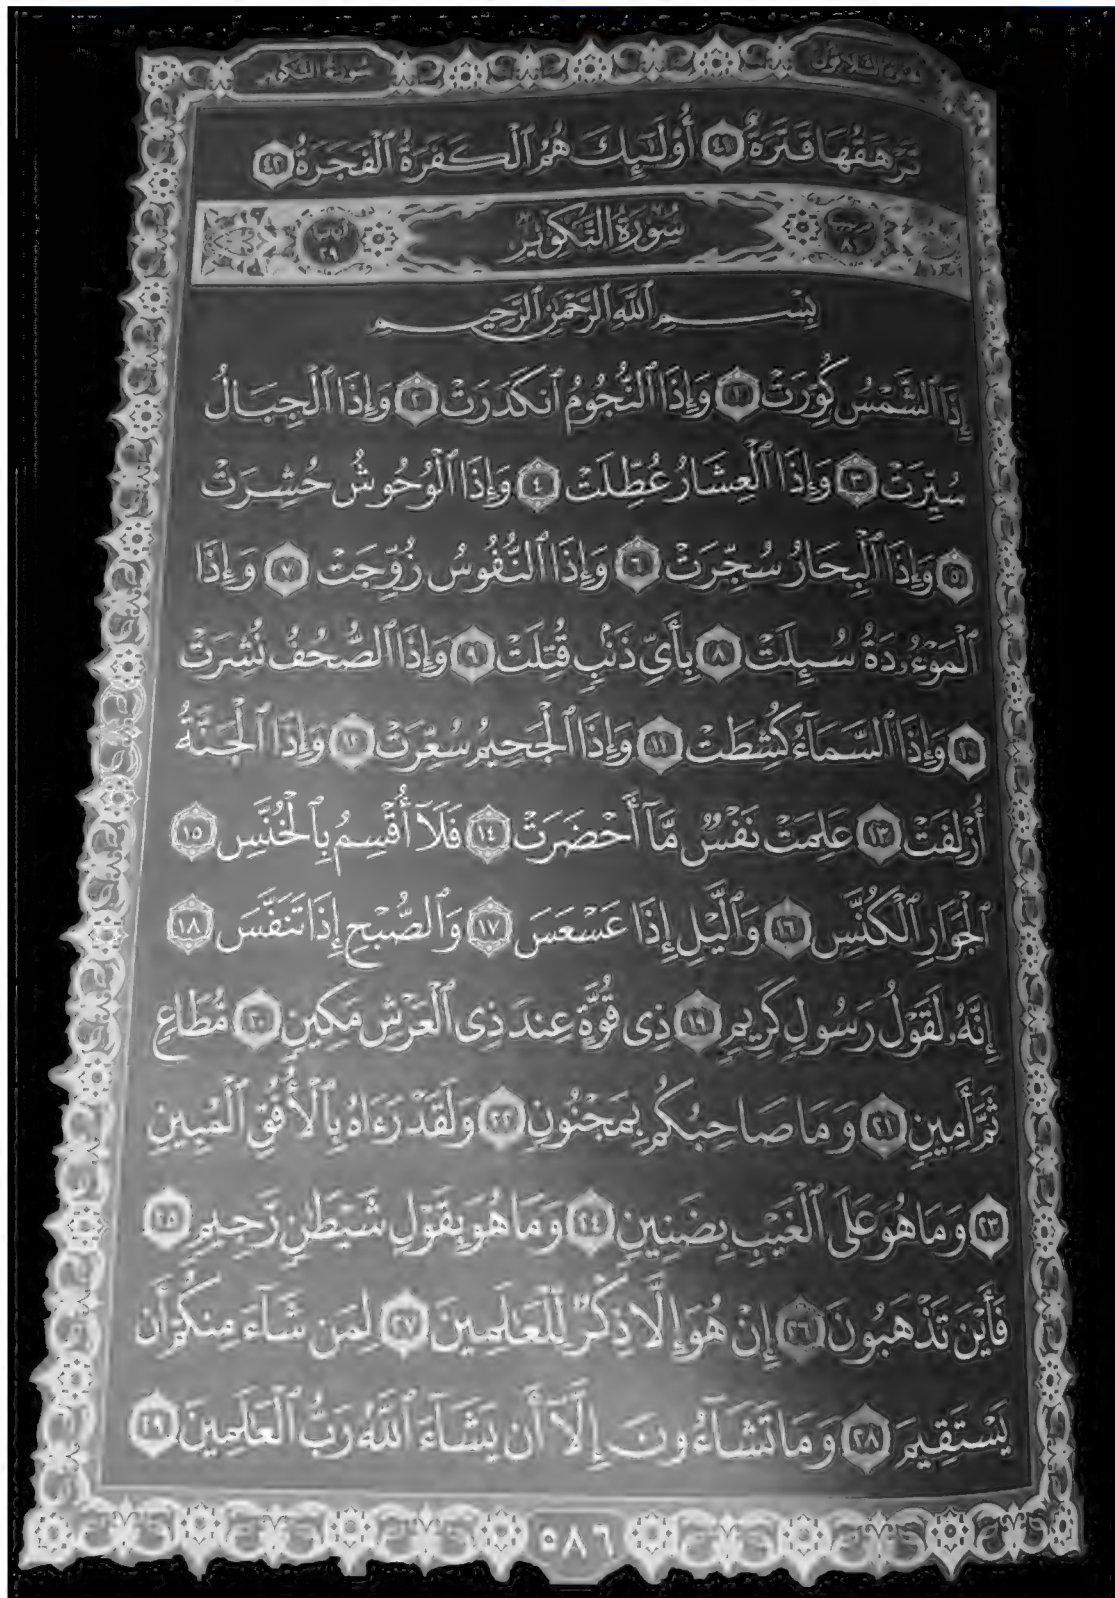 سورة التكوير
تَرْهَقُهَا قَتَرَةٌ ٤١ أُوْلَٰٓئِكَ هُمُ ٱلْكَفَرَةُ ٱلْفَجَرَةُ ٤٢
سُورَةُ التَّكْوِيرِ
٢٩
بِسْمِ ٱللَّهِ ٱلرَّحْمَٰنِ ٱلرَّحِيمِ
إِذَا ٱلشَّمْسُ كُوِّرَتْ ١ وَإِذَا ٱلنُّجُومُ ٱنكَدَرَتْ ٢ وَإِذَا ٱلْجِبَالُ
سُيِّرَتْ ٣ وَإِذَا ٱلْعِشَارُ عُطِّلَتْ ٤ وَإِذَا ٱلْوُحُوشُ حُشِرَتْ
٥ وَإِذَا ٱلْبِحَارُ سُجِّرَتْ ٦ وَإِذَا ٱلنُّفُوسُ زُوِّجَتْ ٧ وَإِذَا
ٱلْمَوْءُۥدَةُ سُئِلَتْ ٨ بِأَيِّ ذَنۢبٍ قُتِلَتْ ٩ وَإِذَا ٱلصُّحُفُ نُشِرَتْ
١٠ وَإِذَا ٱلسَّمَآءُ كُشِطَتْ ١١ وَإِذَا ٱلْجَحِيمُ سُعِّرَتْ ١٢ وَإِذَا ٱلْجَنَّةُ
أُزْلِفَتْ ١٣ عَلِمَتْ نَفْسٌ مَّآ أَحْضَرَتْ ١٤ فَلَآ أُقْسِمُ بِٱلْخُنَّسِ ١٥
ٱلْجَوَارِ ٱلْكُنَّسِ ١٦ وَٱلَّيْلِ إِذَا عَسْعَسَ ١٧ وَٱلصُّبْحِ إِذَا تَنَفَّسَ ١٨
إِنَّهُۥ لَقَوْلُ رَسُولٍ كَرِيمٍ ١٩ ذِى قُوَّةٍ عِندَ ذِى ٱلْعَرْشِ مَكِينٍ ٢٠ مُّطَاعٍ
ثَمَّ أَمِينٍ ٢١ وَمَا صَاحِبُكُم بِمَجْنُونٍ ٢٢ وَلَقَدْ رَءَاهُ بِٱلْأُفُقِ ٱلْمُبِينِ
٢٣ وَمَا هُوَ عَلَى ٱلْغَيْبِ بِضَنِينٍ ٢٤ وَمَا هُوَ بِقَوْلِ شَيْطَٰنٍ رَّجِيمٍ ٢٥
فَأَيْنَ تَذْهَبُونَ ٢٦ إِنْ هُوَ إِلَّا ذِكْرٌ لِّلْعَٰلَمِينَ ٢٧ لِمَن شَآءَ مِنكُمْ أَن
يَسْتَقِيمَ ٢٨ وَمَا تَشَآءُونَ إِلَّآ أَن يَشَآءَ ٱللَّهُ رَبُّ ٱلْعَٰلَمِينَ ٢٩
٥٨٦